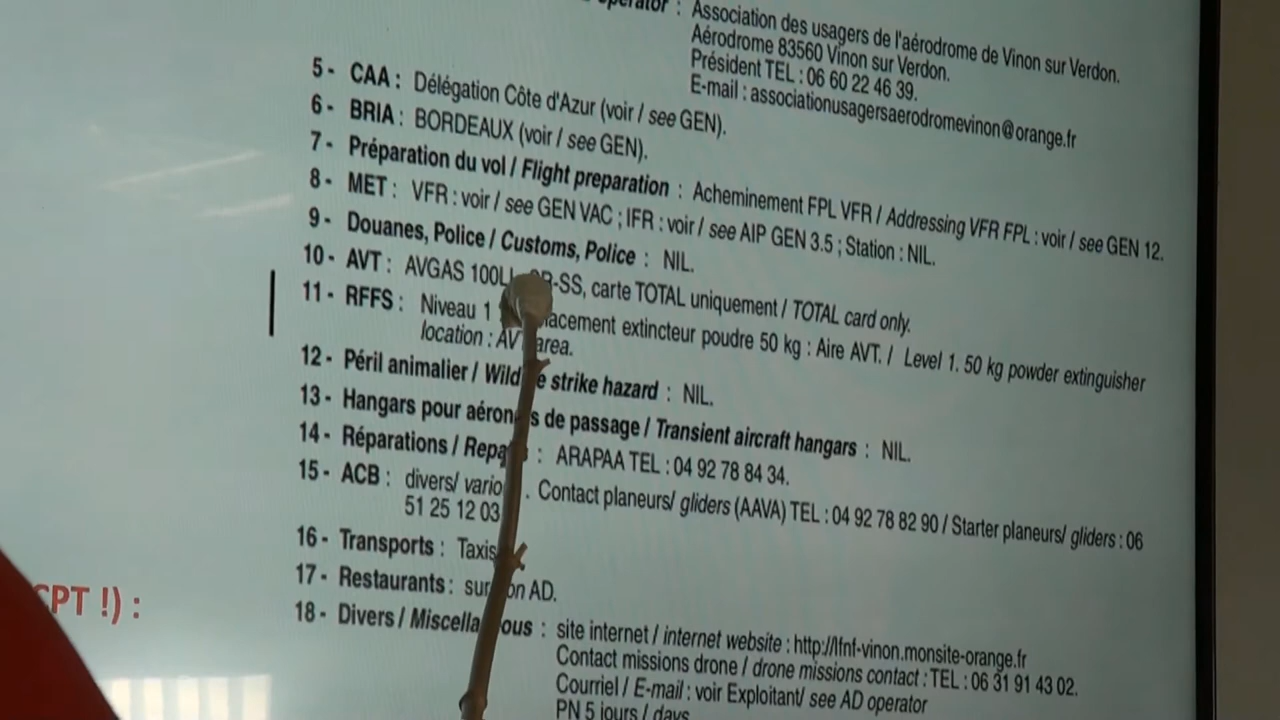 operator : Association des usagers de l'aérodrome de Vinon sur Verdon.
Aérodrome 83560 Vinon sur Verdon.
Président TEL : 06 60 22 46 39.
E-mail : associationusagersaerodromevinon@orange.fr
5 - CAA : Délégation Côte d'Azur (voir / see GEN).
6 - BRIA : BORDEAUX (voir / see GEN).
7 - Préparation du vol / Flight preparation : Acheminement FPL VFR / Addressing VFR FPL : voir / see GEN 12.
8 - MET : VFR : voir / see GEN VAC ; IFR : voir / see AIP GEN 3.5 ; Station : NIL.
9 - Douanes, Police / Customs, Police : NIL.
10 - AVT : AVGAS 100LL -SS, carte TOTAL uniquement / TOTAL card only.
11 - RFFS : Niveau 1 acement extincteur poudre 50 kg : Aire AVT. / Level 1. 50 kg powder extinguisher
location : AV area.
12 - Péril animalier / Wild e strike hazard : NIL.
13 - Hangars pour aéron s de passage / Transient aircraft hangars : NIL.
14 - Réparations / Repa : ARAPAA TEL : 04 92 78 84 34.
15 - ACB : divers/ vario . Contact planeurs/ gliders (AAVA) TEL : 04 92 78 82 90 / Starter planeurs/ gliders : 06
51 25 12 03
16 - Transports : Taxis
17 - Restaurants : sur on AD.
18 - Divers / Miscella ous : site internet / internet website : http://lfnf-vinon.monsite-orange.fr
Contact missions drone / drone missions contact : TEL : 06 31 91 43 02.
Courriel / E-mail : voir Exploitant/ see AD operator
PN 5 jours / days
CPT !) :